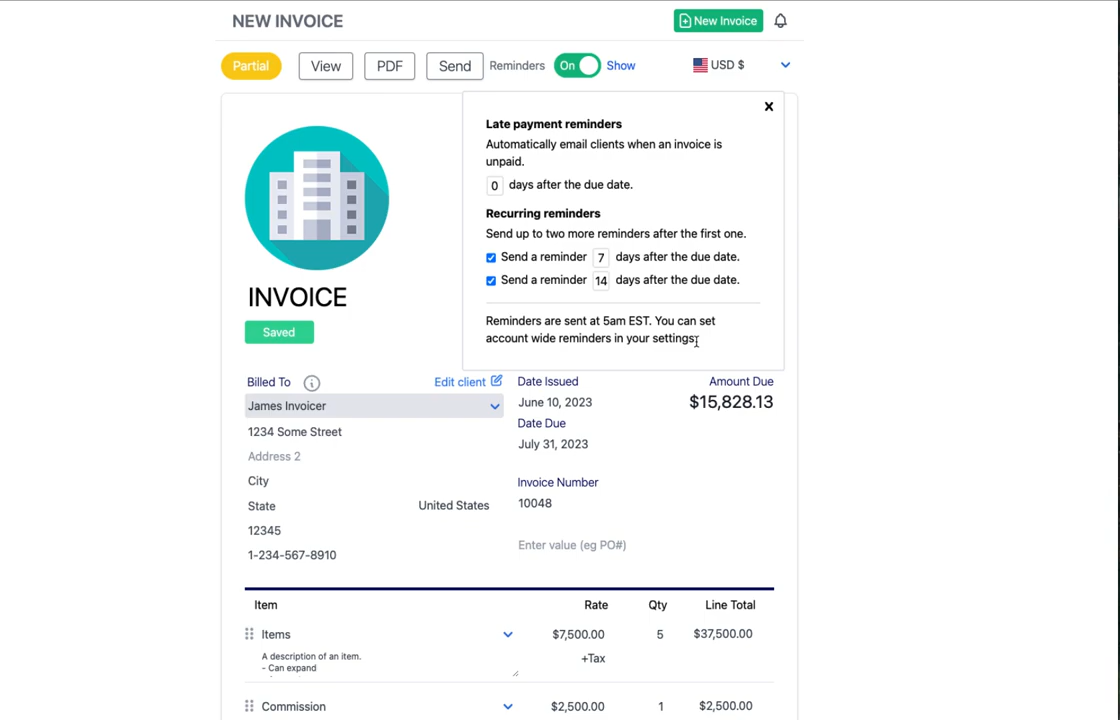 NEW INVOICE
New Invoice
Partial
View
PDF
Send
Reminders
On
Show
USD $
x
Late payment reminders
Automatically email clients when an invoice is
unpaid.
0 days after the due date.
Recurring reminders
Send up to two more reminders after the first one.
Send a reminder 7 days after the due date.
Send a reminder 14 days after the due date.
Reminders are sent at 5am EST. You can set
account wide reminders in your settings.
INVOICE
Saved
Billed To
Edit client
James Invoicer
1234 Some Street
Address 2
City
State
United States
12345
1-234-567-8910
Date Issued
June 10, 2023
Date Due
July 31, 2023
Invoice Number
10048
Enter value (eg PO#)
Amount Due
$15,828.13
Item Rate Qty Line Total
Items $7,500.00 5 $37,500.00
A description of an item.
+Tax
- Can expand
Commission $2,500.00 1 $2,500.00